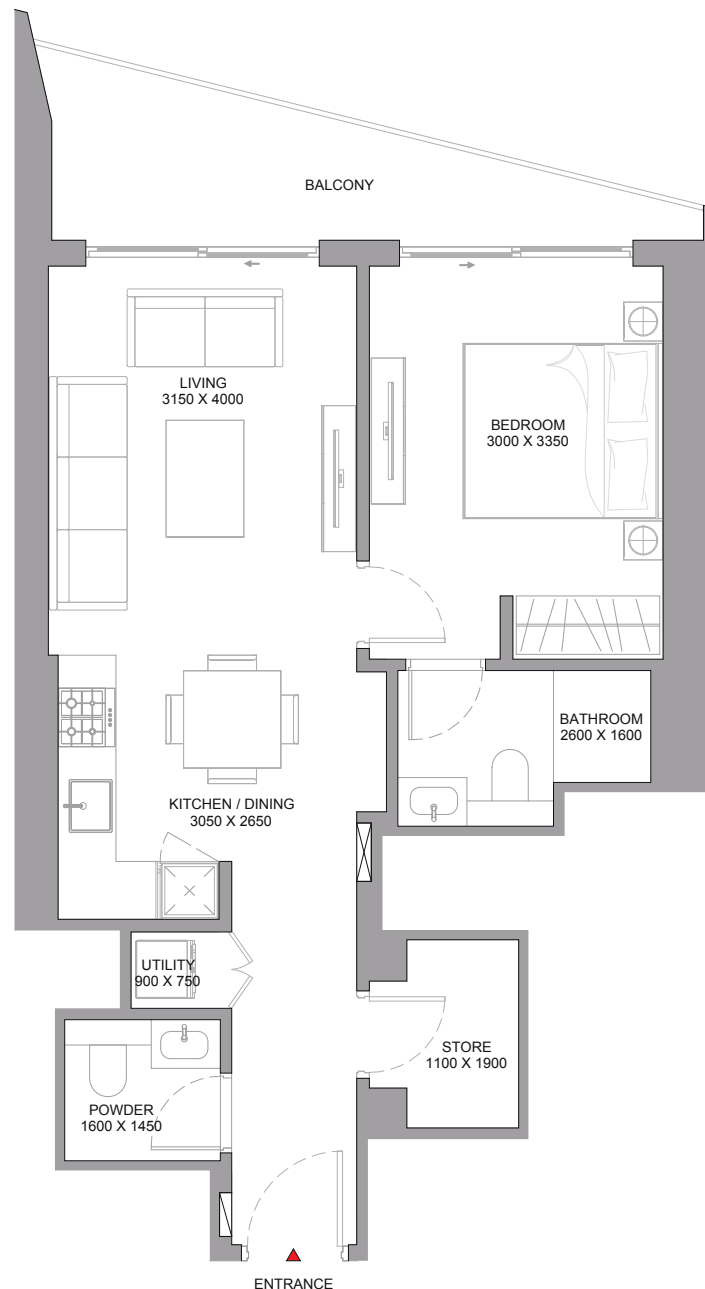 BALCONY
LIVING
3150 X 4000
BEDROOM
3000 X 3350
BATHROOM
2600 X 1600
KITCHEN / DINING
3050 X 2650
UTILITY
900 X 750
STORE
1100 X 1900
POWDER
1600 X 1450
ENTRANCE